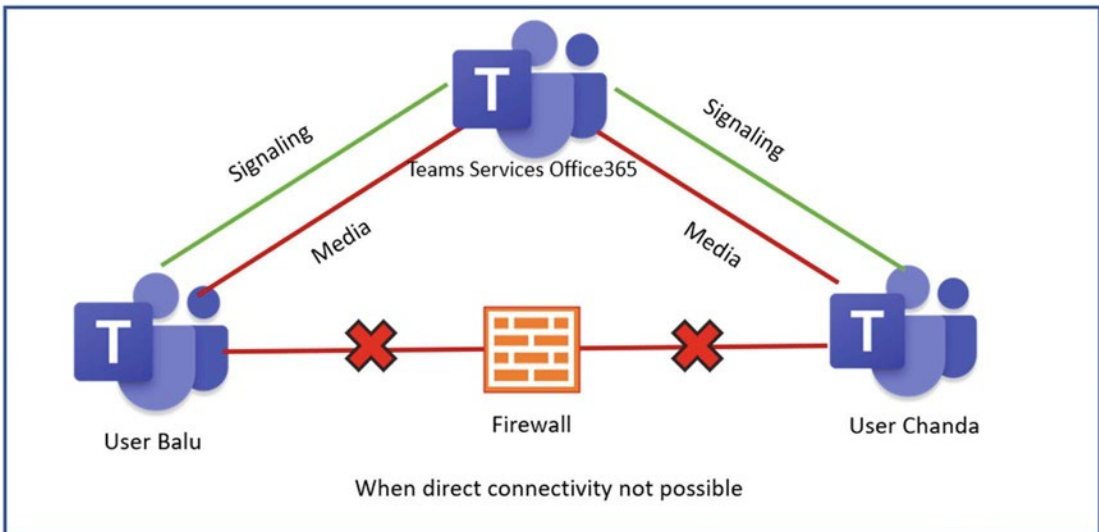 T
Signaling
Signaling
Teams Services Office365
Media
Media
T
T
User Balu
Firewall
User Chanda
When direct connectivity not possible